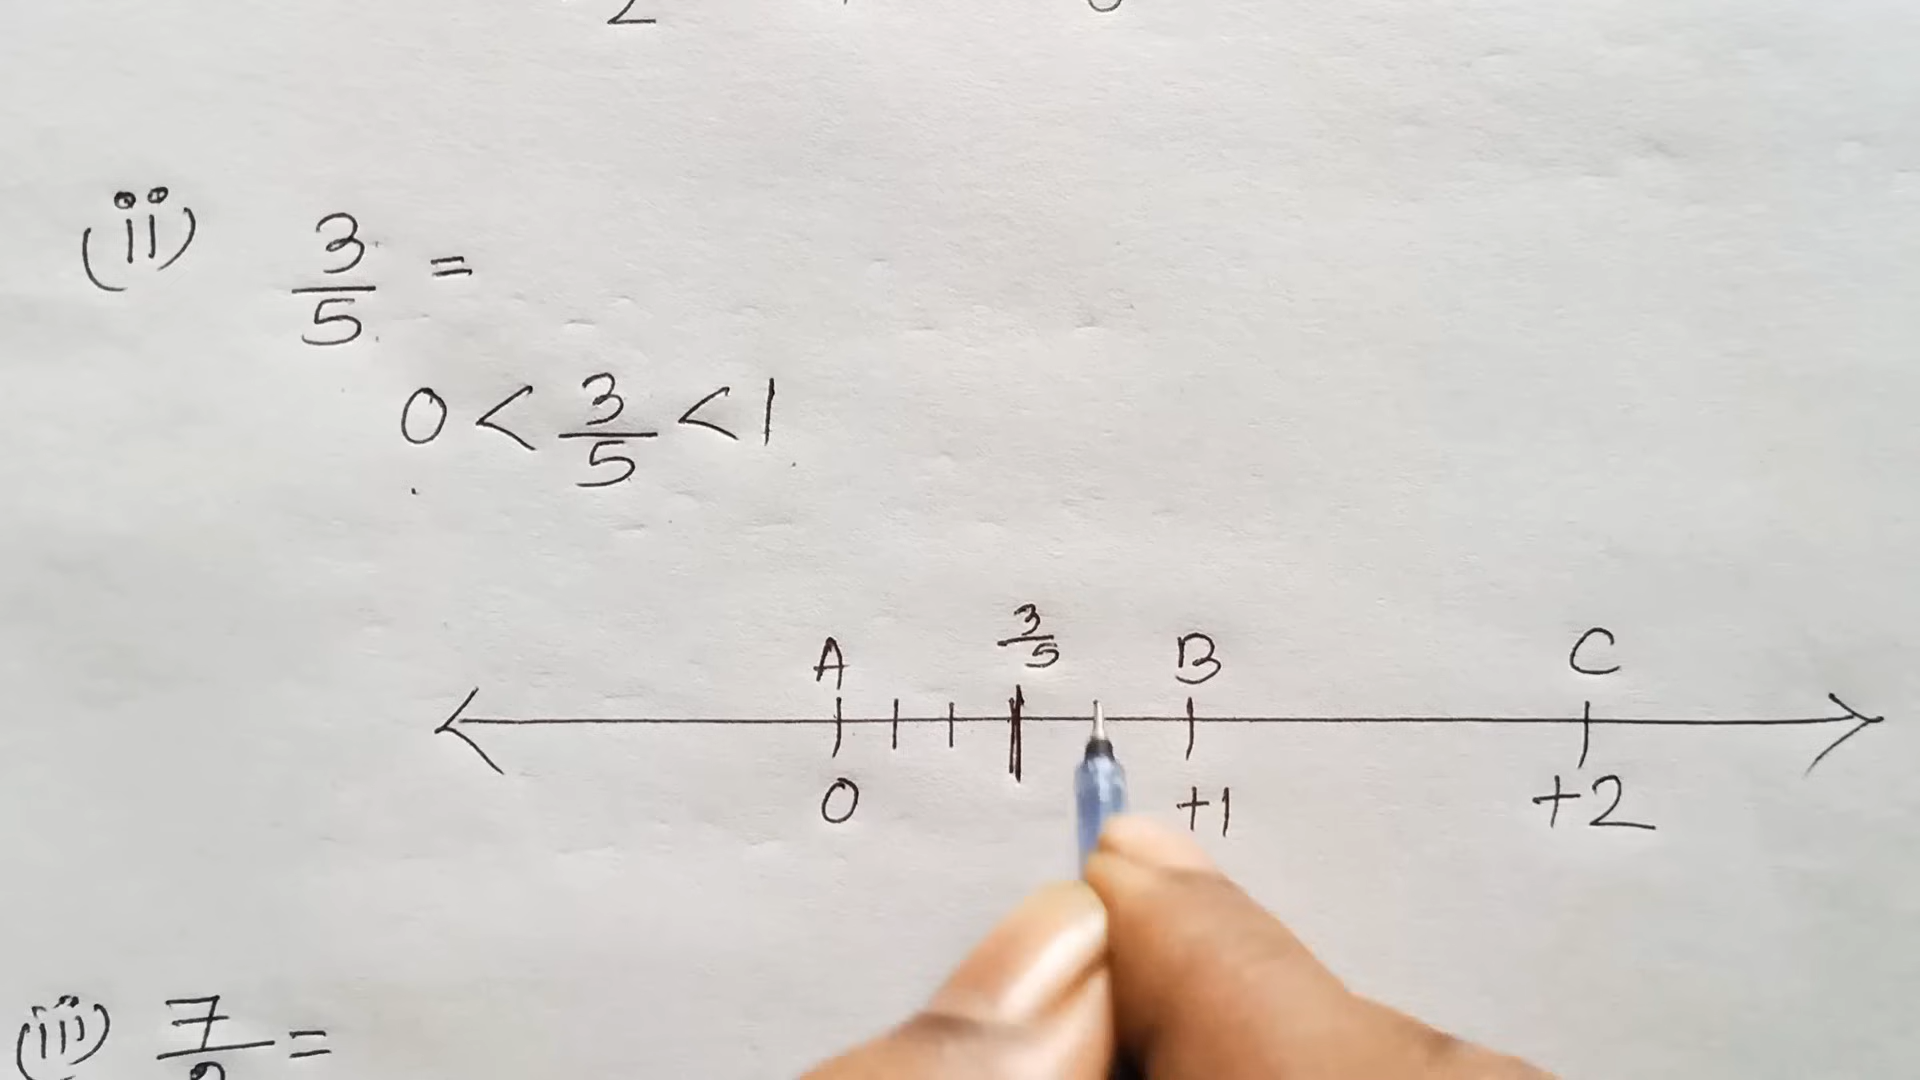 (ii) 3/5 =
0 < 3/5 < 1
A 3/5 B C
0 +1 +2
(iii) 7/ =